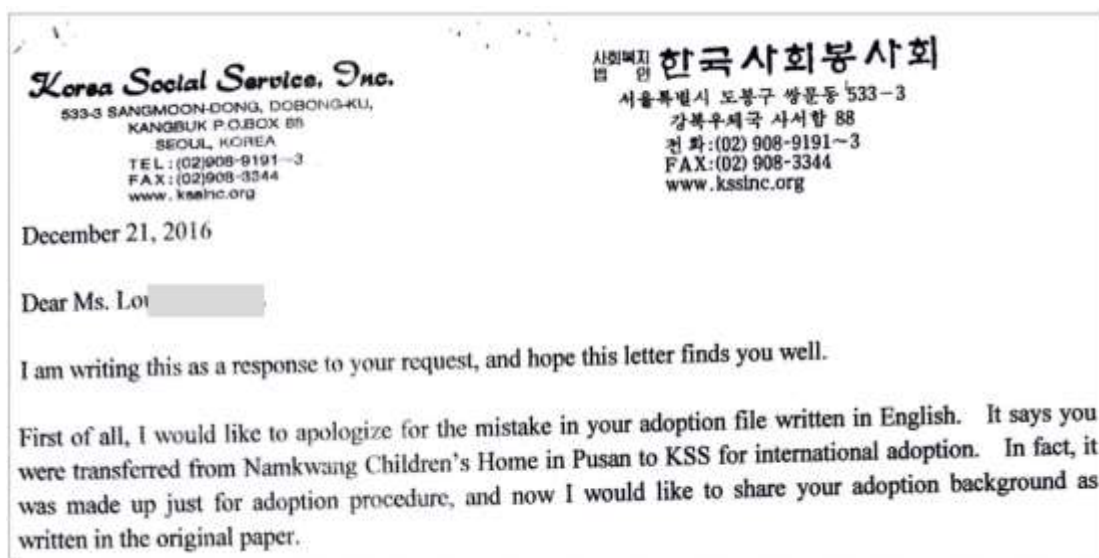 Korea Social Service, Inc.
533-3 SANGMOON-DONG, DOBONG-KU,
KANGBUK P.O.BOX 88
SEOUL, KOREA
TEL:(02)908-9191~3
FAX:(02)908-3344
www.kssinc.org
사회복지법인 한국사회봉사회
서울특별시 도봉구 쌍문동 533-3
강북우체국 사서함 88
전화:(02) 908-9191~3
FAX:(02) 908-3344
www.kssinc.org
December 21, 2016
Dear Ms. Lou
I am writing this as a response to your request, and hope this letter finds you well.
First of all, I would like to apologize for the mistake in your adoption file written in English. It says you
were transferred from Namkwang Children's Home in Pusan to KSS for international adoption. In fact, it
was made up just for adoption procedure, and now I would like to share your adoption background as
written in the original paper.